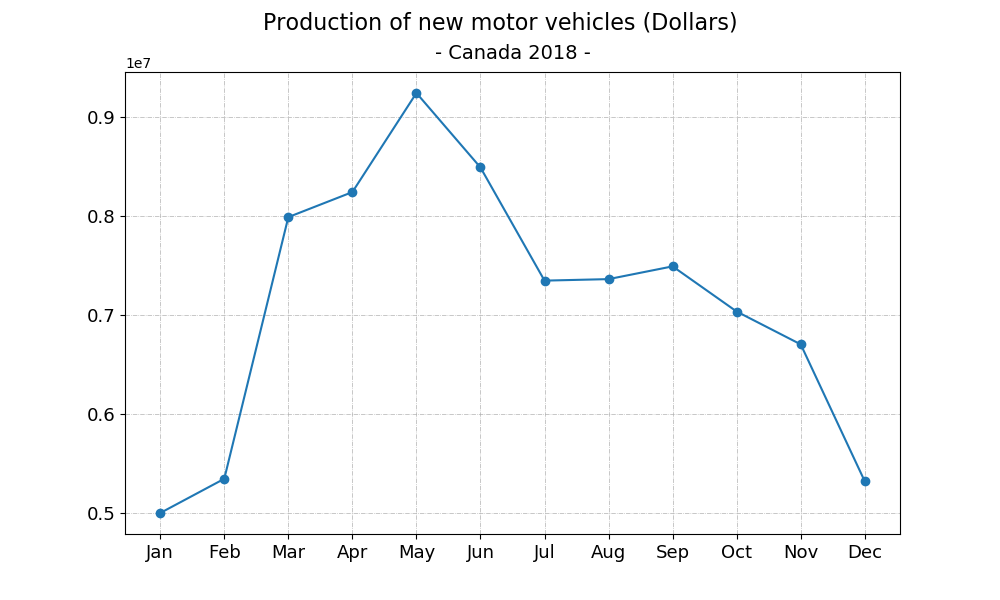 Production of new motor vehicles (Dollars)
- Canada 2018 -
1e7
0.9
0.8
0.7
0.6
0.5
Jan Feb Mar Apr May Jun Jul Aug Sep Oct Nov Dec